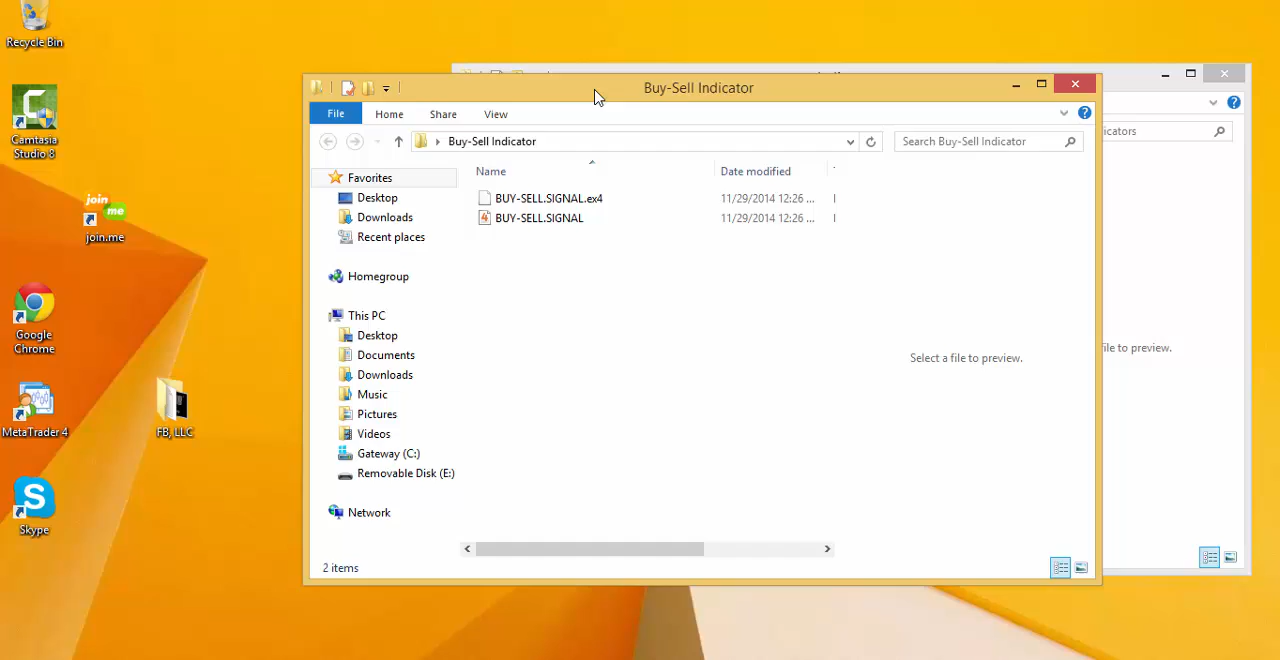 Recycle Bin
Camtasia
Studio 8
join
me
join.me
Google
Chrome
MetaTrader 4
FB, LLC
Skype
Buy-Sell Indicator
File
Home
Share
View
Buy-Sell Indicator
Search Buy-Sell Indicator
Name
Date modified
BUY-SELL.SIGNAL.ex4
11/29/2014 12:26 ...
BUY-SELL.SIGNAL
11/29/2014 12:26 ...
Favorites
Desktop
Downloads
Recent places
Homegroup
This PC
Desktop
Documents
Downloads
Music
Pictures
Videos
Gateway (C:)
Removable Disk (E:)
Network
Select a file to preview.
2 items
icators
file to preview.